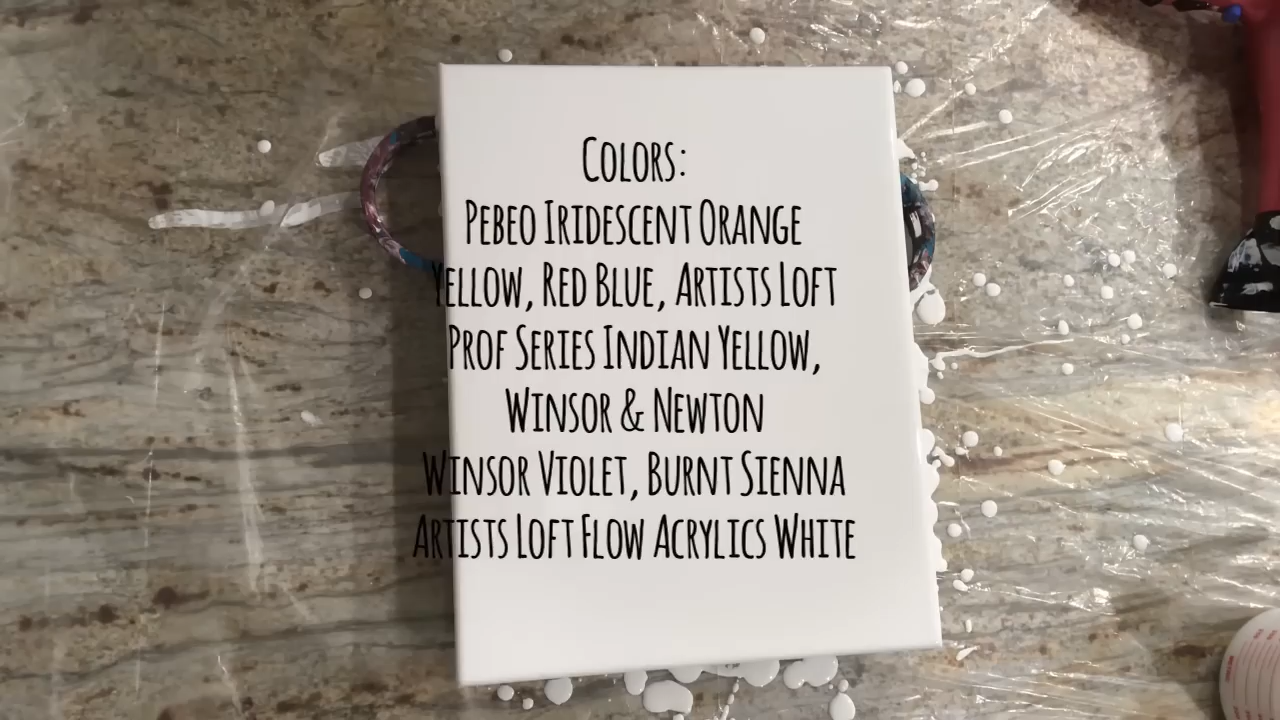 Colors:
Pebeo Iridescent Orange
Yellow, Red Blue, Artists Loft
Prof Series Indian Yellow,
Winsor & Newton
Winsor Violet, Burnt Sienna
Artists Loft Flow Acrylics White